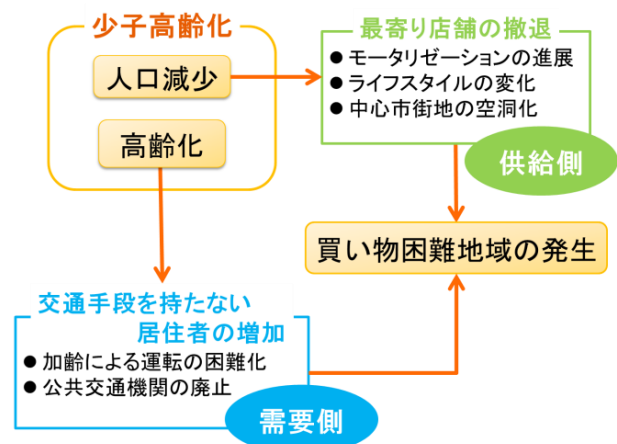 少子高齢化
人口減少
高齢化
最寄り店舗の撤退
● モータリゼーションの進展
● ライフスタイルの変化
● 中心市街地の空洞化
供給側
買い物困難地域の発生
交通手段を持たない
居住者の増加
● 加齢による運転の困難化
● 公共交通機関の廃止
需要側